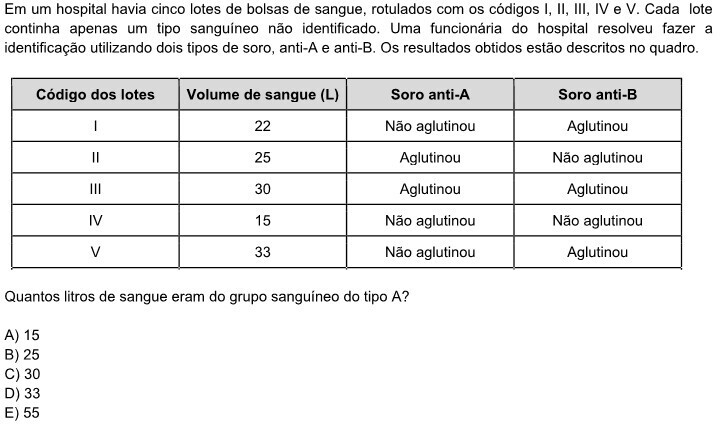 Em um hospital havia cinco lotes de bolsas de sangue, rotulados com os códigos I, II, III, IV e V. Cada lote
continha apenas um tipo sanguíneo não identificado. Uma funcionária do hospital resolveu fazer a
identificação utilizando dois tipos de soro, anti-A e anti-B. Os resultados obtidos estão descritos no quadro.
Código dos lotes Volume de sangue (L) Soro anti-A Soro anti-B
I 22 Não aglutinou Aglutinou
II 25 Aglutinou Não aglutinou
III 30 Aglutinou Aglutinou
IV 15 Não aglutinou Não aglutinou
V 33 Não aglutinou Aglutinou
Quantos litros de sangue eram do grupo sanguíneo do tipo A?
A) 15
B) 25
C) 30
D) 33
E) 55